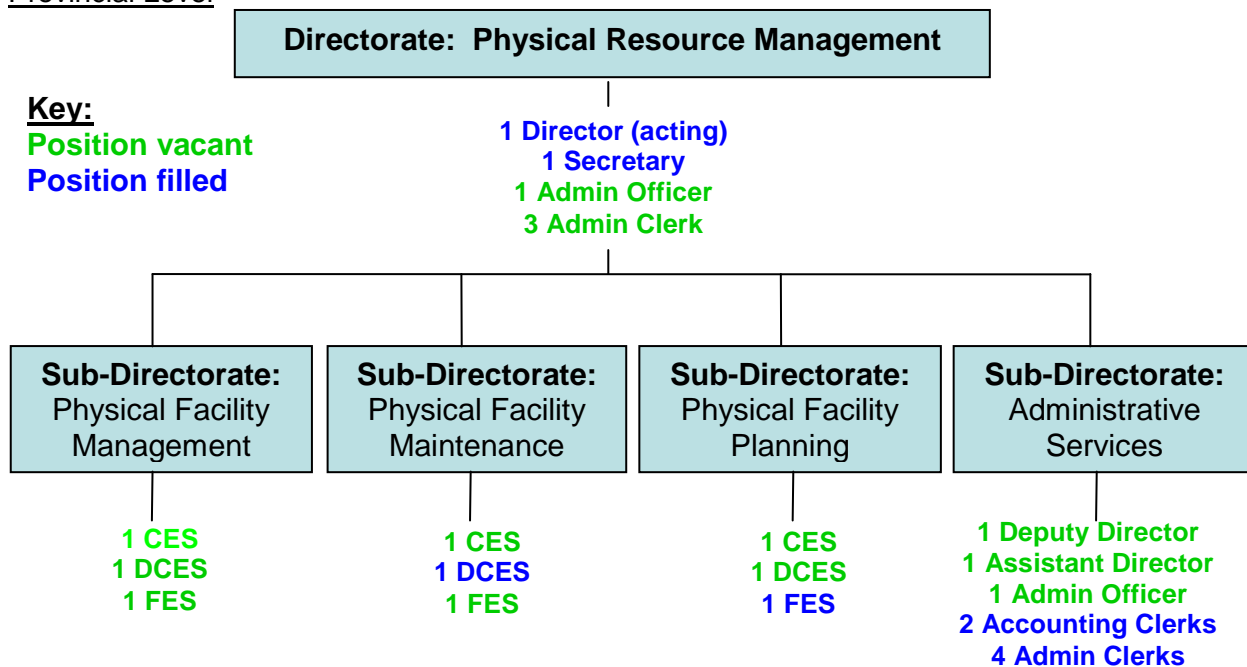 Provincial Level
Directorate: Physical Resource Management
Key:
Position vacant
Position filled
1 Director (acting)
1 Secretary
1 Admin Officer
3 Admin Clerk
Sub-Directorate:
Physical Facility
Management
1 CES
1 DCES
1 FES
Sub-Directorate:
Physical Facility
Maintenance
1 CES
1 DCES
1 FES
Sub-Directorate:
Physical Facility
Planning
1 CES
1 DCES
1 FES
Sub-Directorate:
Administrative
Services
1 Deputy Director
1 Assistant Director
1 Admin Officer
2 Accounting Clerks
4 Admin Clerks